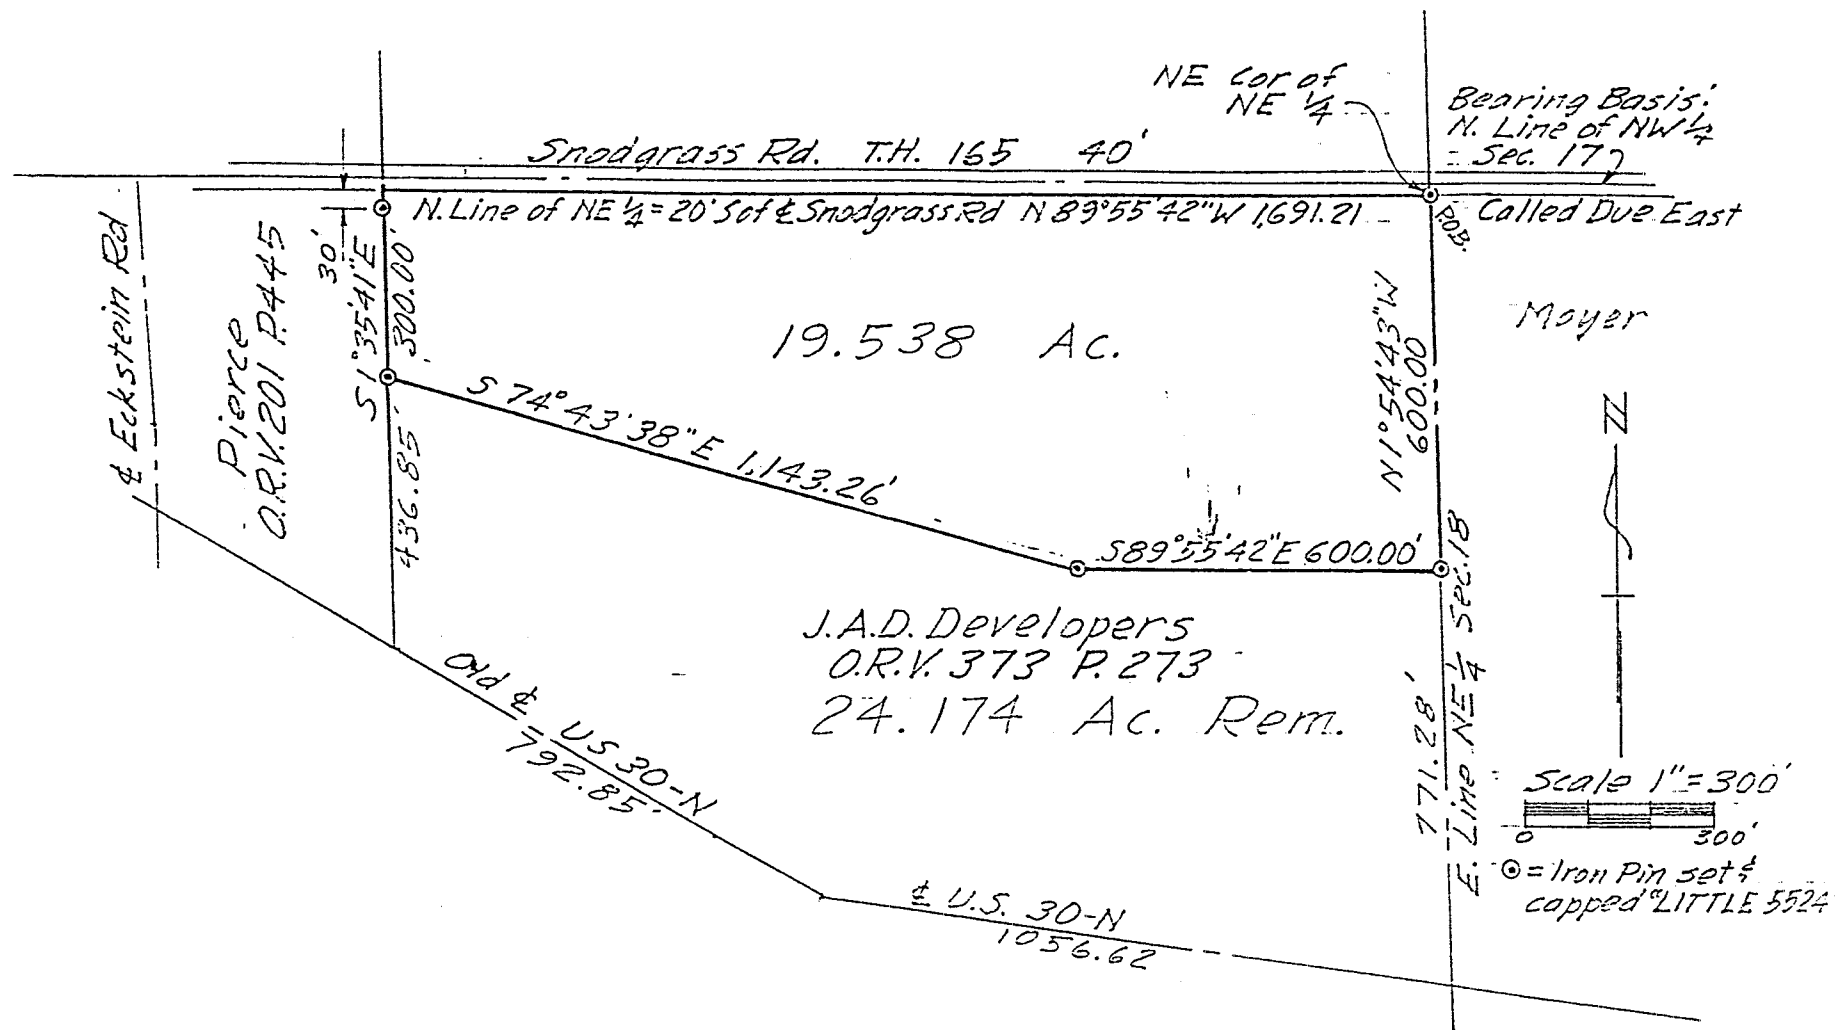 NE Cor of
NE 1/4
Bearing Basis:
N. Line of NW 1/4
Sec. 17
Snodgrass Rd. T.H. 165 40'
N. Line of NE 1/4 = 20' S of ℄ Snodgrass Rd N 89°55'42"W 1,691.21
P.O.B.
Called Due East
℄ Eckstein Rd
Pierce
O.R.V. 201 P.445
30'
S 1°35'41"E
300.00'
19.538 Ac.
N 1°54'43"W
600.00
Moyer
S 74°43'38"E 1,143.26'
436.85'
S 89°55'42"E 600.00'
N
J.A.D. Developers
O.R.V. 373 P. 273
24.174 Ac. Rem.
Old ℄ US 30-N
792.85'
771.28'
E. Line NE 1/4 Sec. 18
Scale 1" = 300'
0 300'
⊙ = Iron Pin set &
capped "LITTLE 5524
℄ U.S. 30-N
1056.62